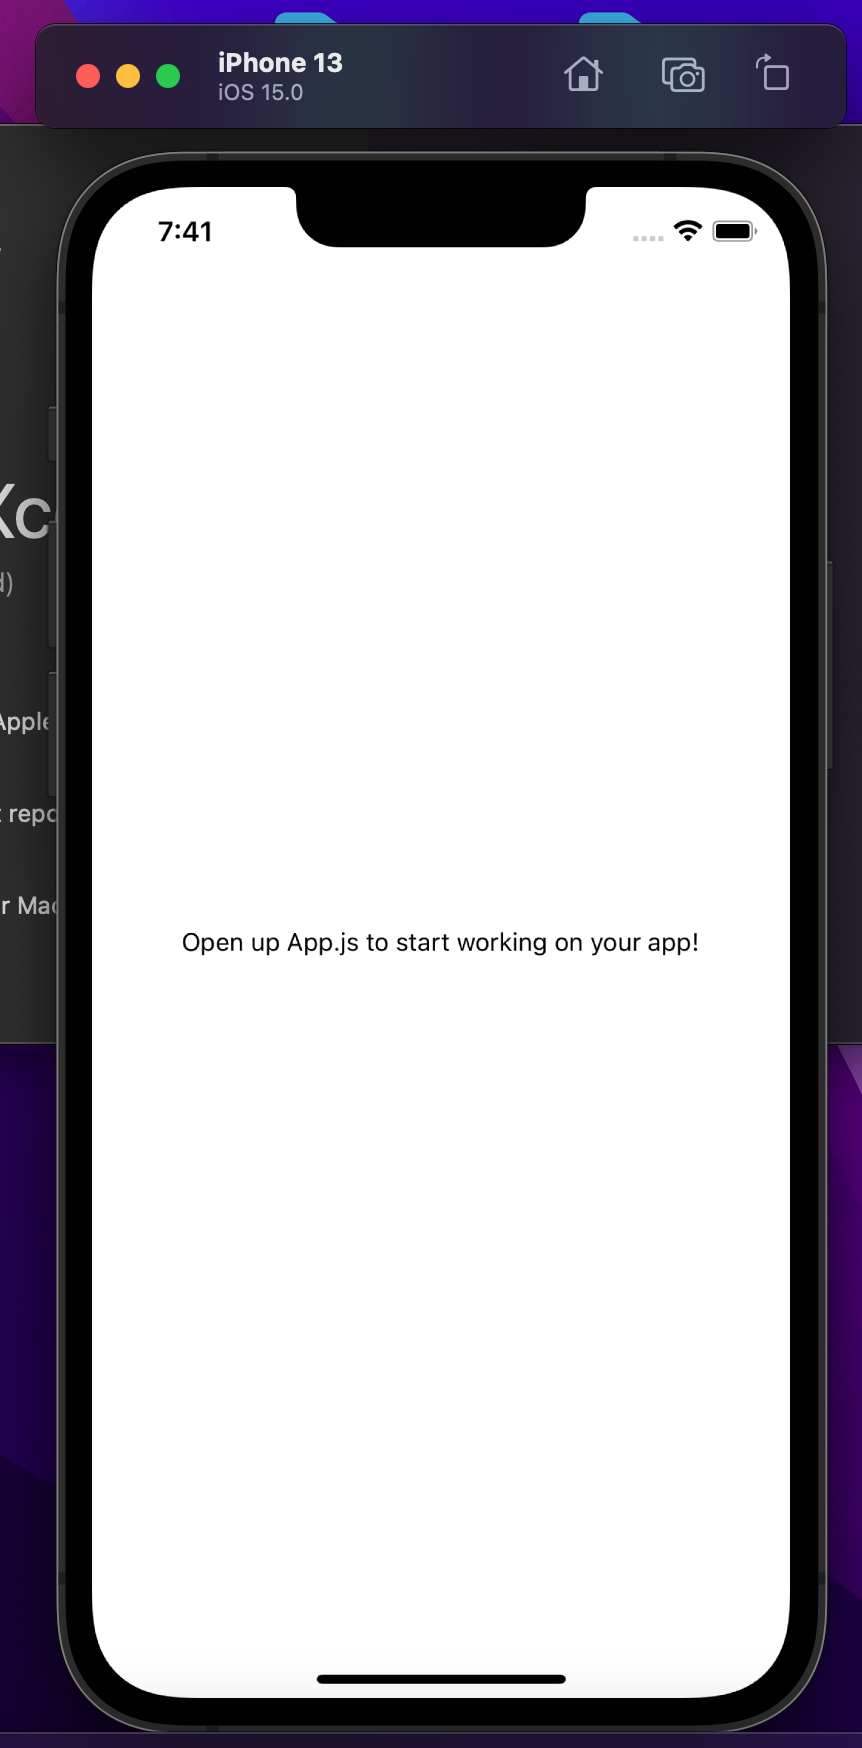 iPhone 13
iOS 15.0
7:41
Open up App.js to start working on your app!
Xc
d)
Apple
t repo
r Mac